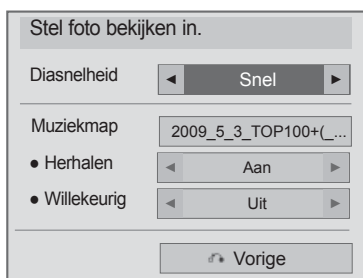 Stel foto bekijken in.
Diasnelheid ◄ Snel ►
Muziekmap 2009_5_3_TOP100+(_...
● Herhalen ◄ Aan ►
● Willekeurig ◄ Uit ►
Vorige